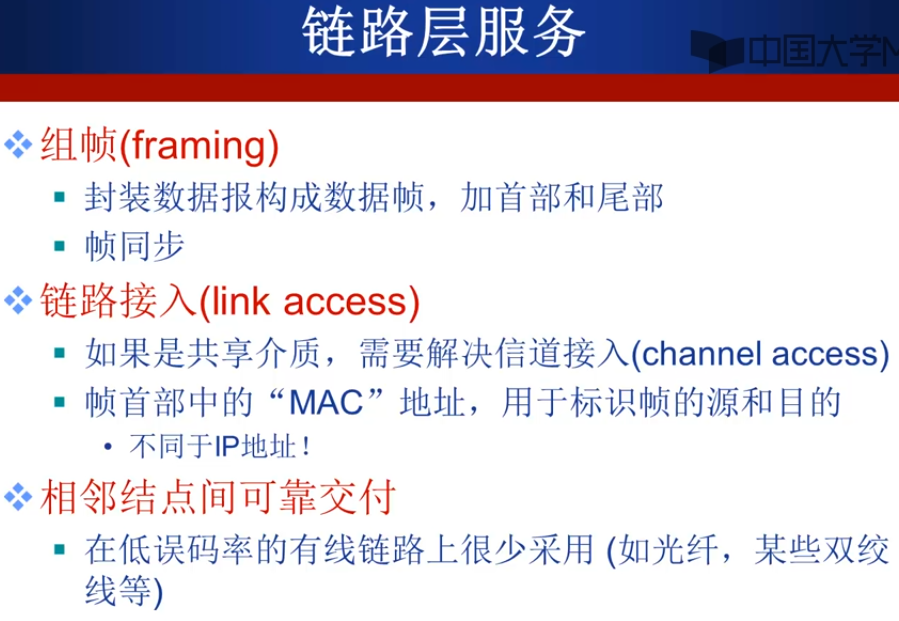 链路层服务
中国大学M
组帧(framing)
封装数据报构成数据帧，加首部和尾部
帧同步
链路接入(link access)
如果是共享介质，需要解决信道接入(channel access)
帧首部中的“MAC”地址，用于标识帧的源和目的
不同于IP地址！
相邻结点间可靠交付
在低误码率的有线链路上很少采用 (如光纤，某些双绞
线等)